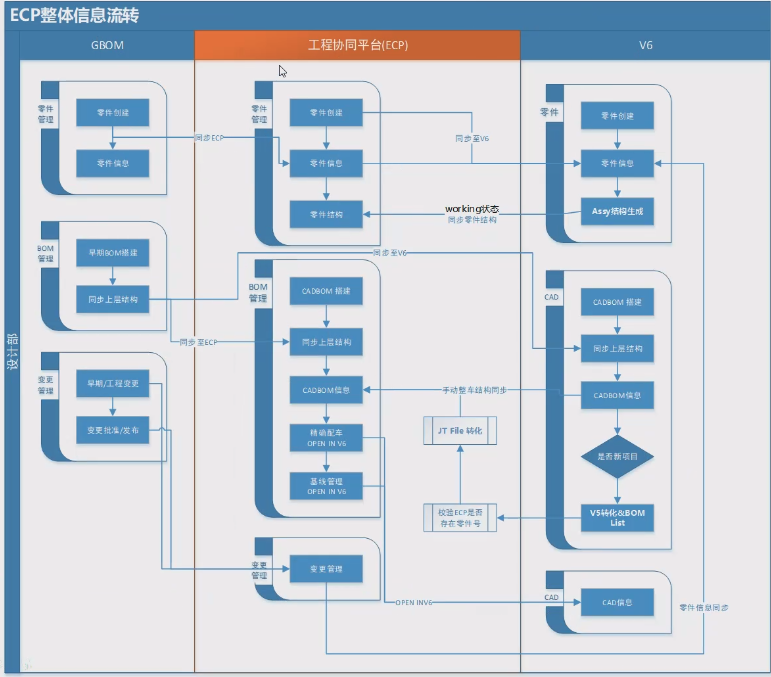 ECP整体信息流转
GBOM
工程协同平台(ECP)
V6
设计部
零件
管理
零件创建
零件信息
同步ECP
BOM
管理
早期BOM搭建
同步上层结构
同步至ECP
变更
管理
早期/工程变更
变更批准/发布
零件
管理
零件创建
零件信息
零件结构
同步至V6
working状态
同步零件结构
同步至V6
BOM
管理
CADBOM 搭建
同步上层结构
CADBOM信息
精确配车
OPEN IN V6
基线管理
OPEN IN V6
手动整车结构同步
JT File 转化
校验ECP是否
存在零件号
变更
管理
变更管理
OPEN INV6
零件
零件创建
零件信息
Assy结构生成
CAD
CADBOM 搭建
同步上层结构
CADBOM信息
是否新项目
V5转化&BOM
List
CAD
CAD信息
零件信息同步